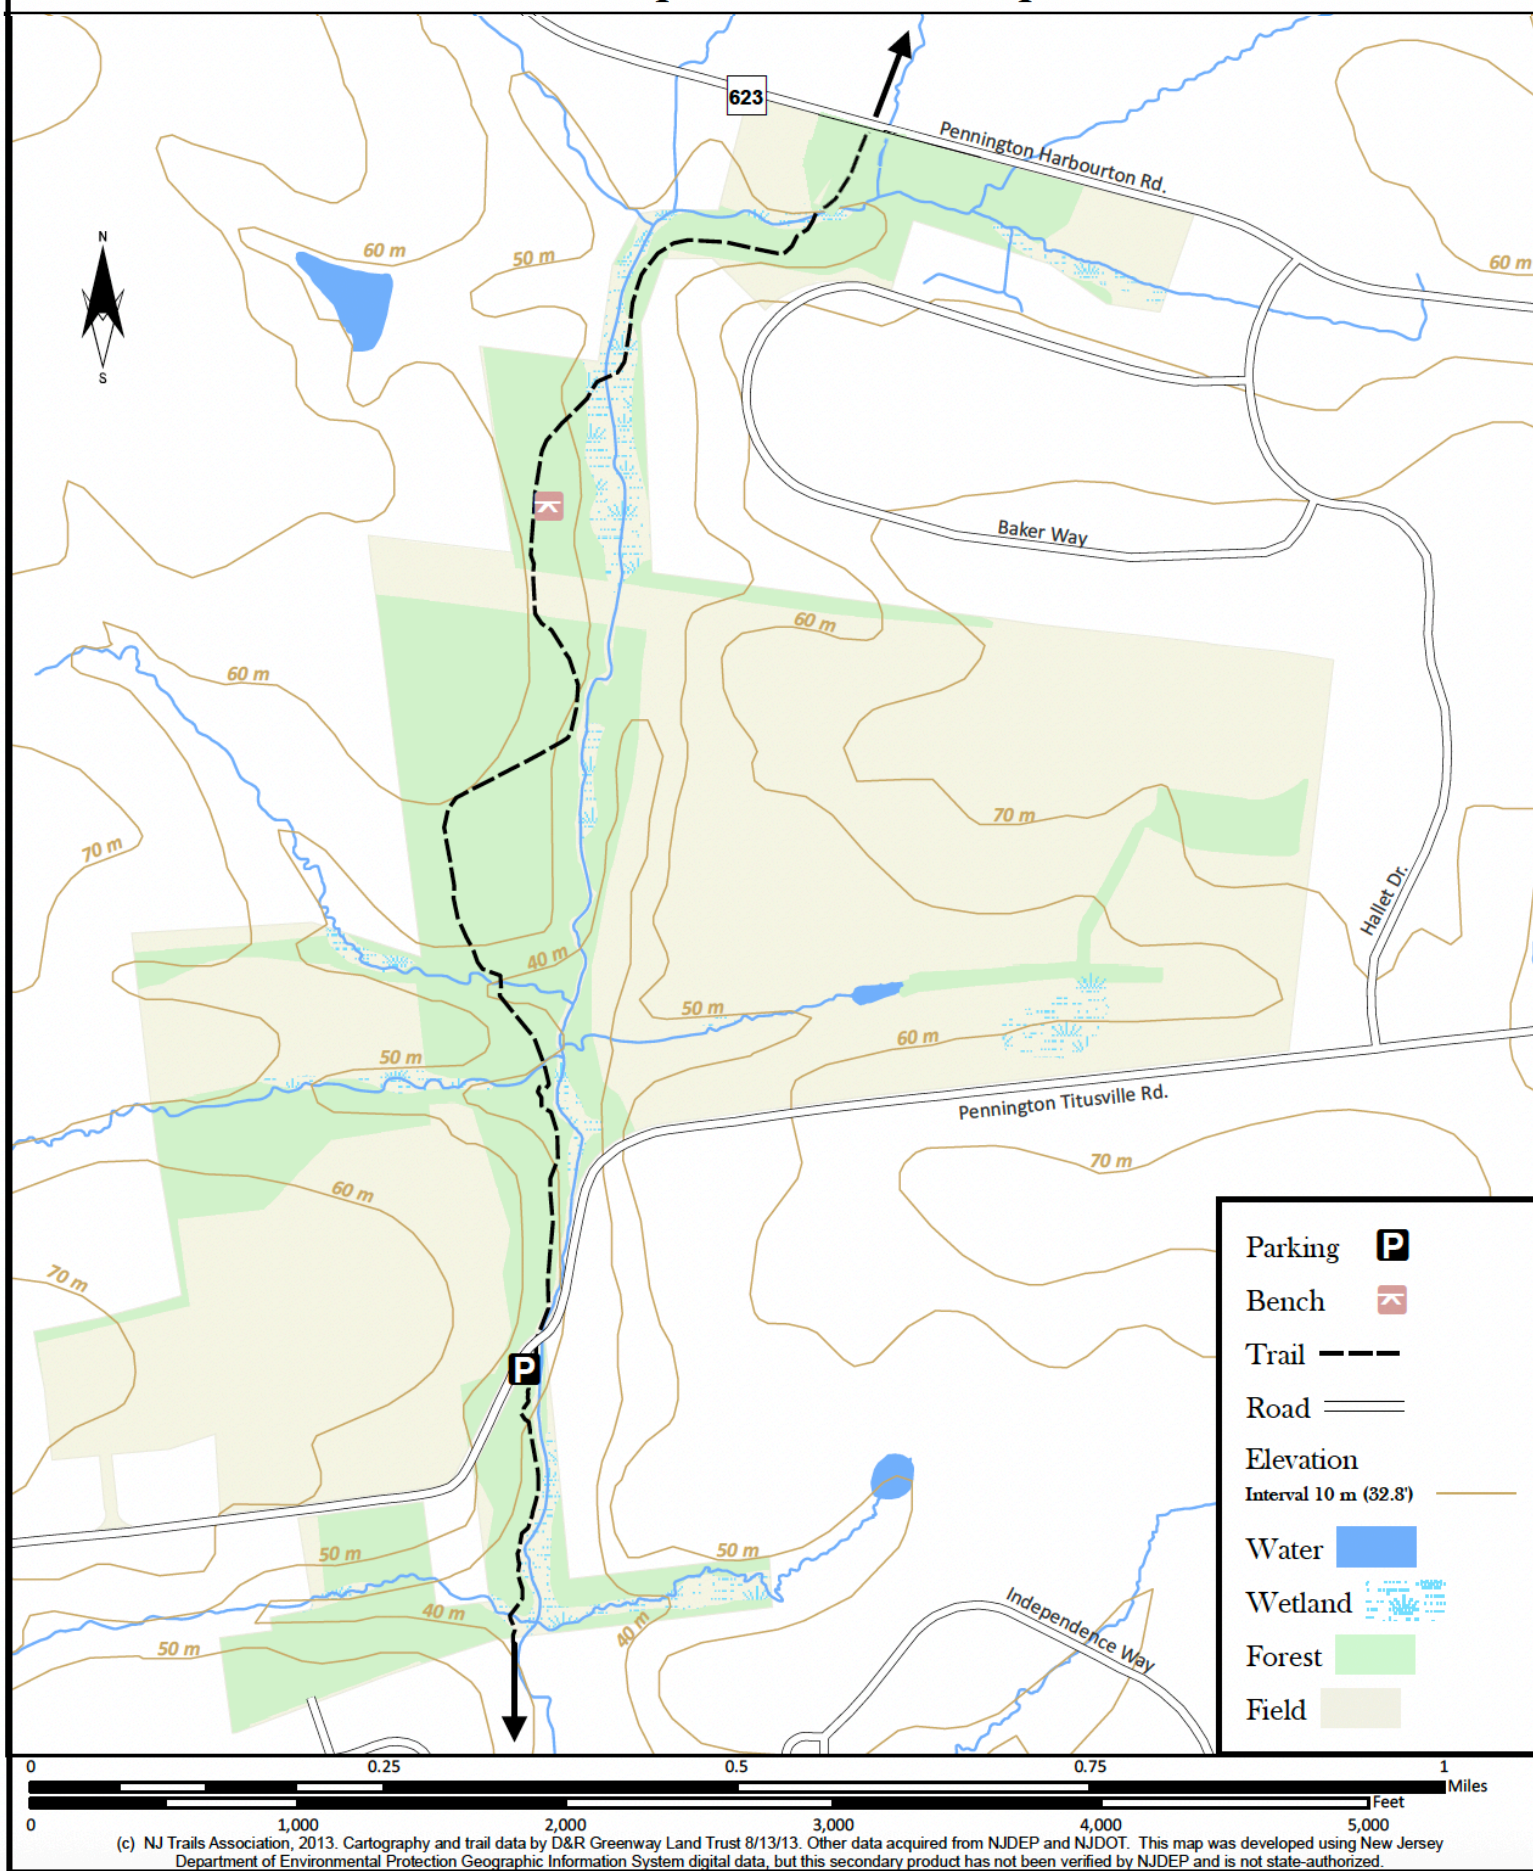 623
Pennington Harbourton Rd.
N
60 m
50 m
60 m
S
Baker Way
60 m
60 m
70 m
70 m
Hallet Dr.
40 m
50 m
60 m
50 m
Pennington Titusville Rd.
70 m
60 m
70 m
P
Parking P
Bench
Trail
Road
Elevation
Interval 10 m (32.8')
Water
Wetland
Forest
Field
50 m
50 m
40 m
40 m
50 m
Independence Way
0 0.25 0.5 0.75 1
Miles
Feet
0 1,000 2,000 3,000 4,000 5,000
(c) NJ Trails Association, 2013. Cartography and trail data by D&R Greenway Land Trust 8/13/13. Other data acquired from NJDEP and NJDOT. This map was developed using New Jersey
Department of Environmental Protection Geographic Information System digital data, but this secondary product has not been verified by NJDEP and is not state-authorized.